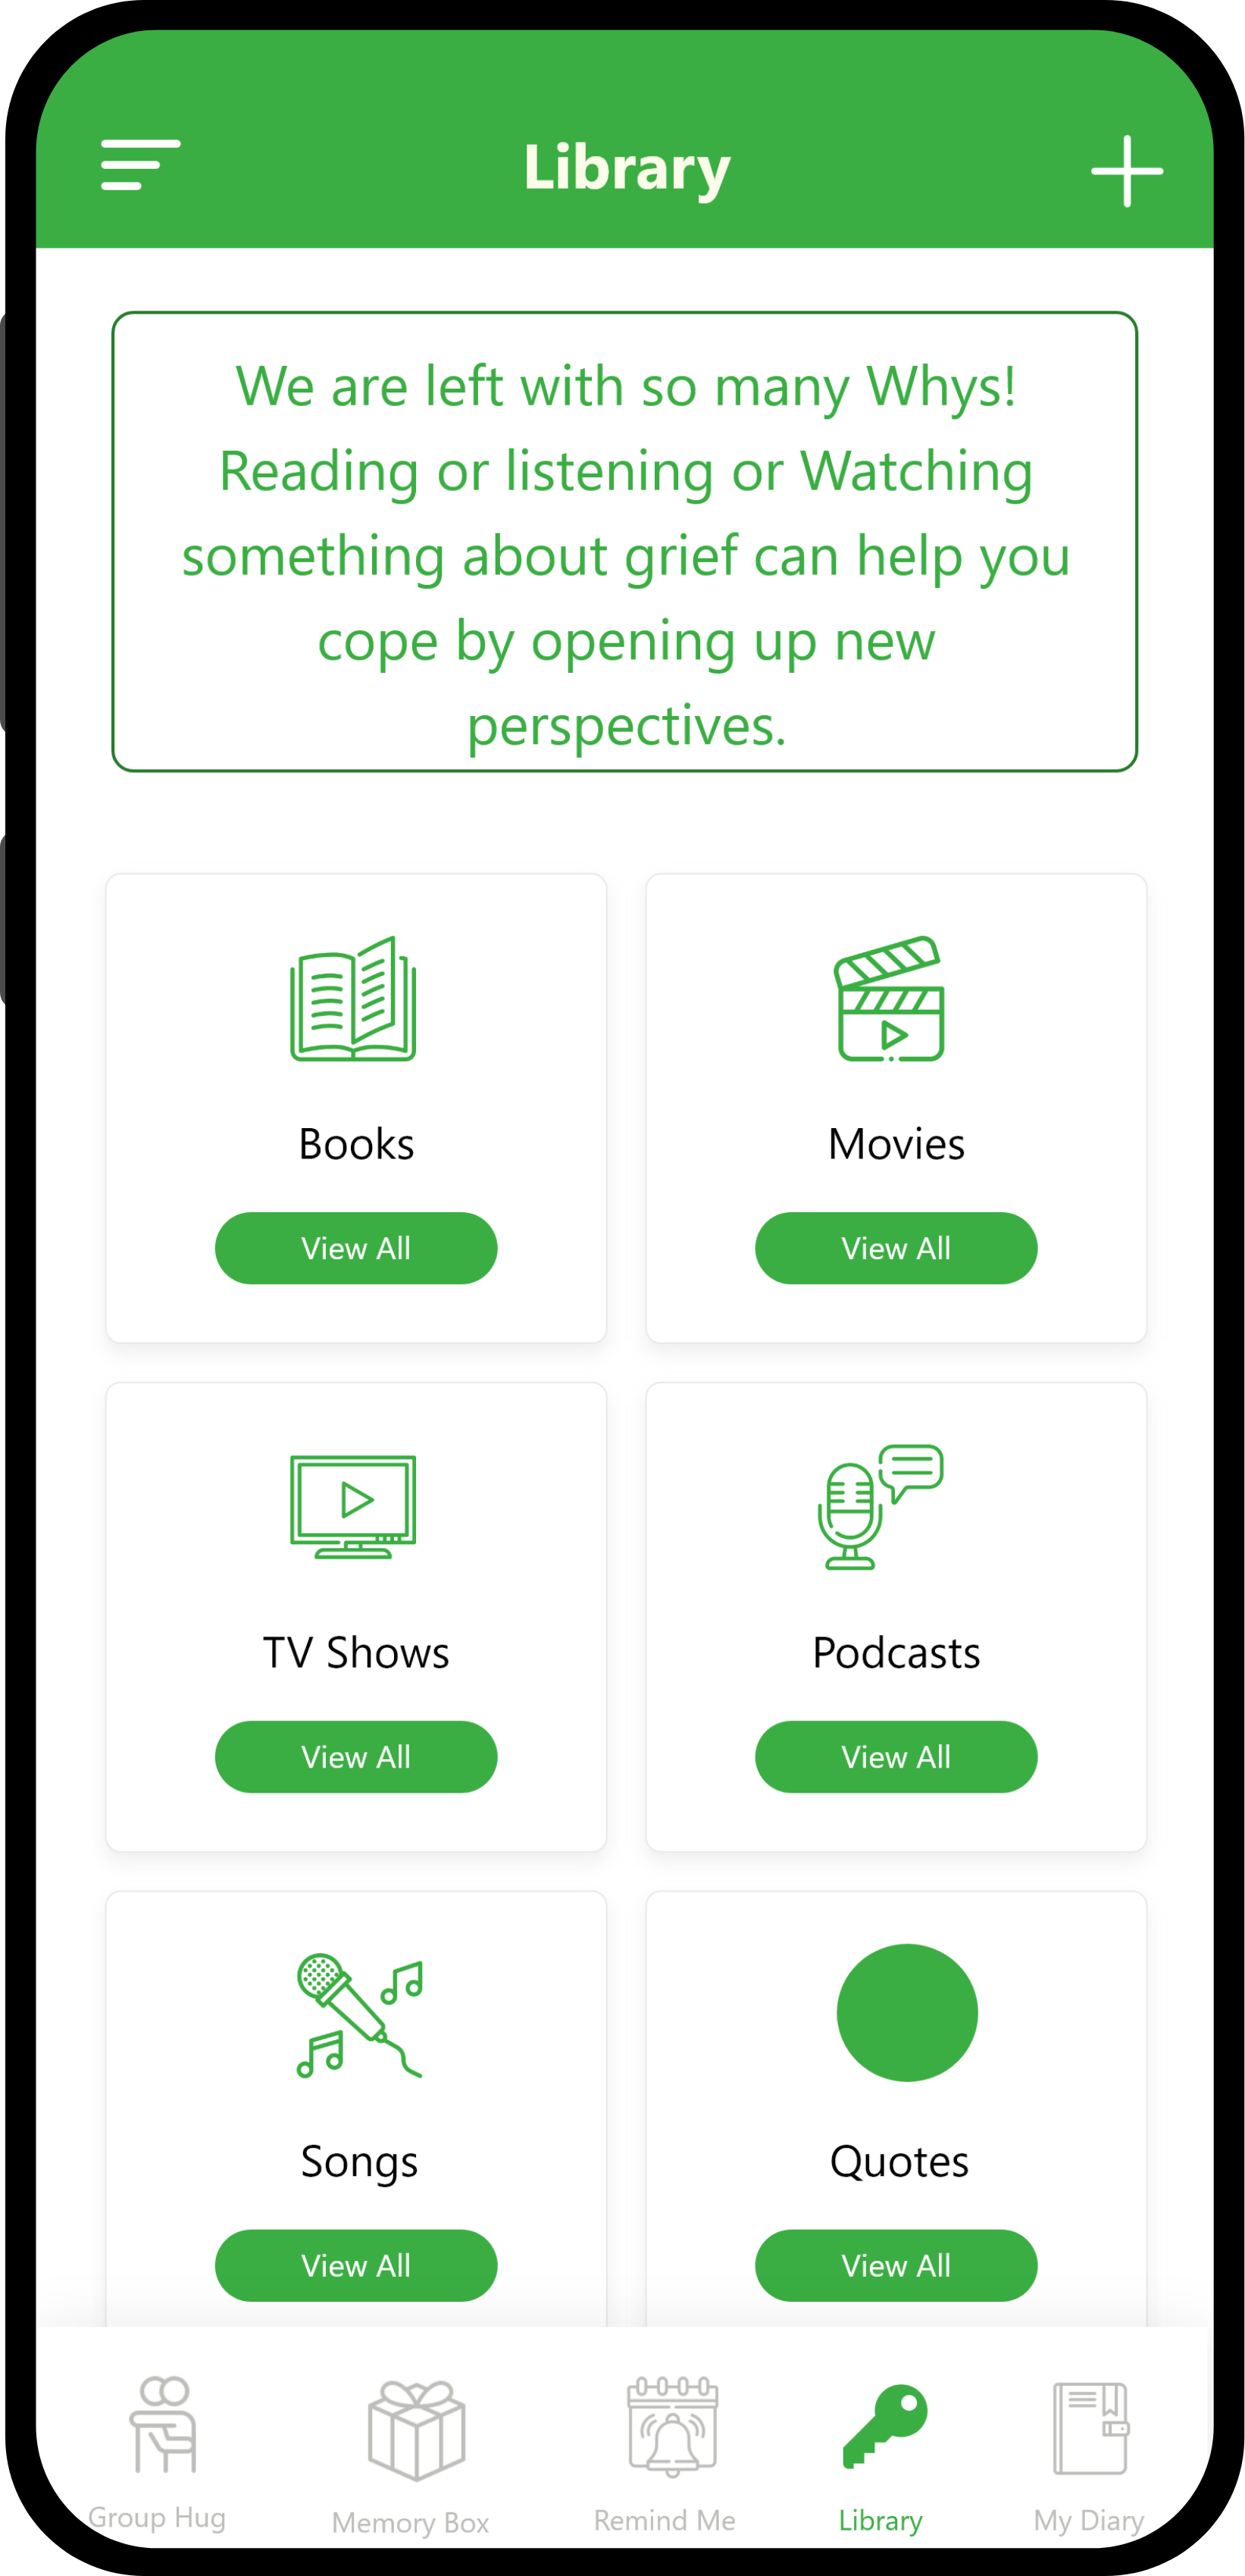 Library
We are left with so many Whys!
Reading or listening or Watching
something about grief can help you
cope by opening up new
perspectives.
Books
Movies
View All
View All
TV Shows
Podcasts
View All
View All
Songs
Quotes
View All
View All
Group Hug
Memory Box
Remind Me
Library
My Diary